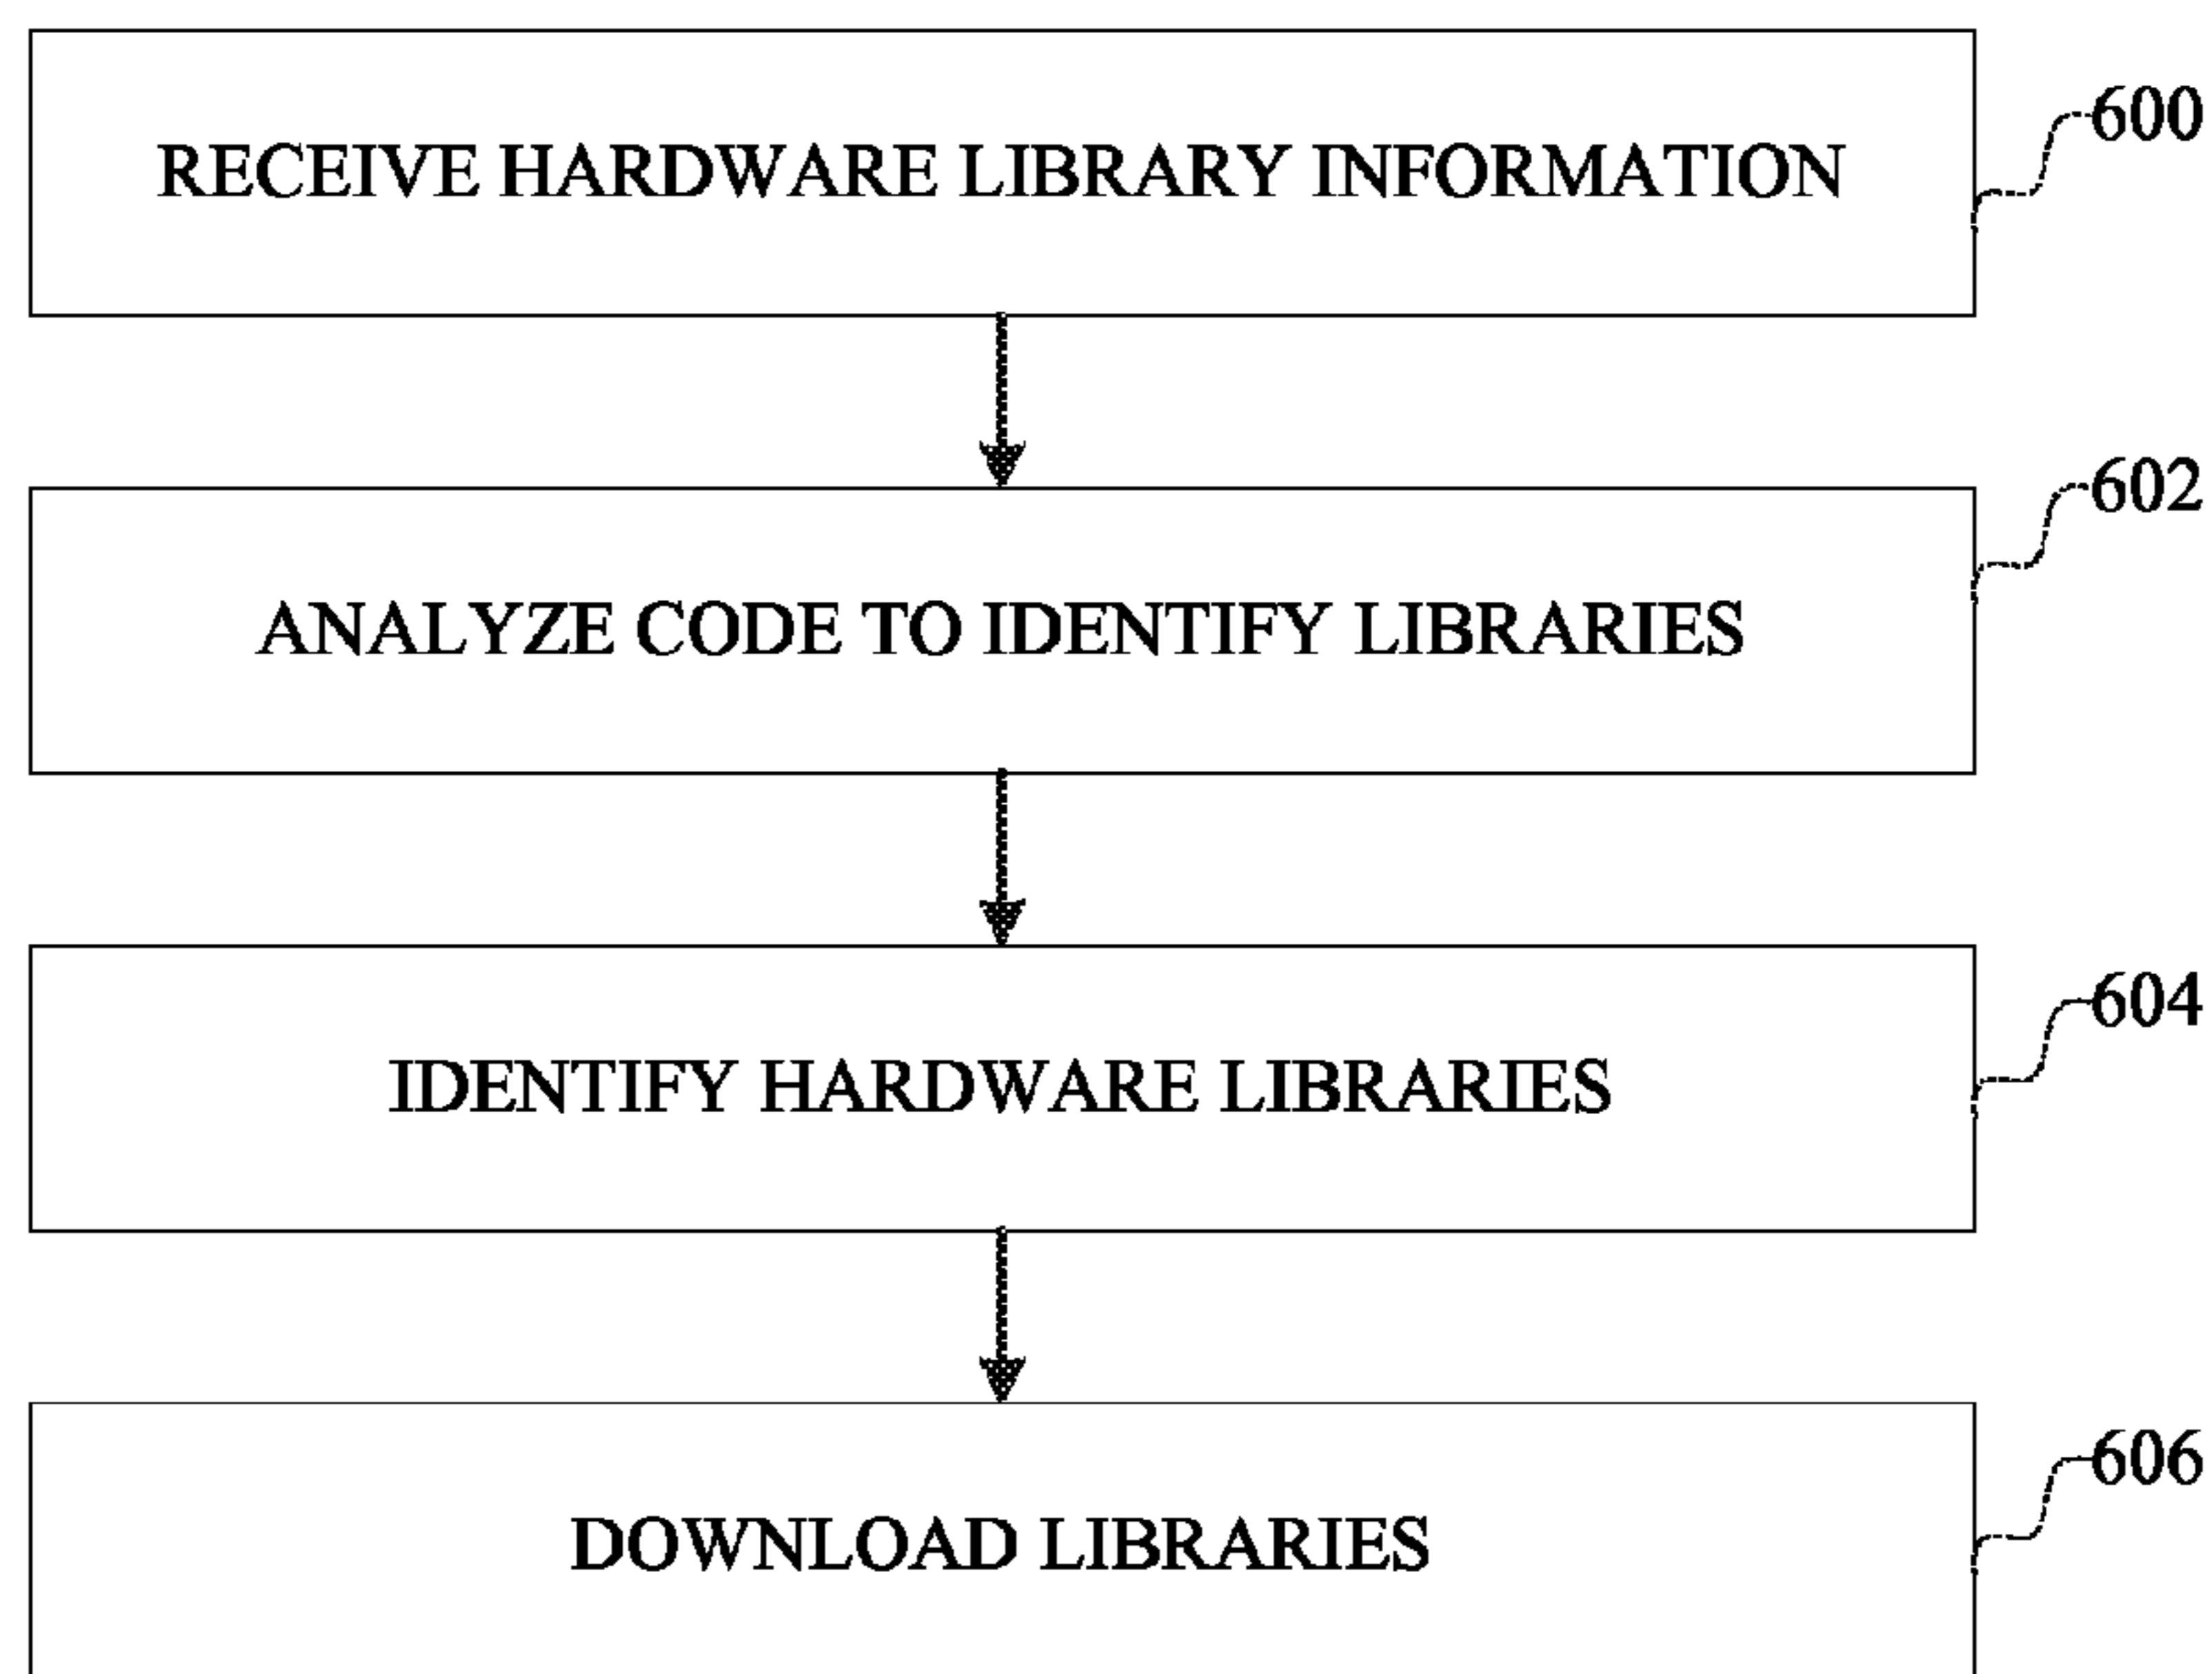 RECEIVE HARDWARE LIBRARY INFORMATION
600
ANALYZE CODE TO IDENTIFY LIBRARIES
602
IDENTIFY HARDWARE LIBRARIES
604
DOWNLOAD LIBRARIES
606